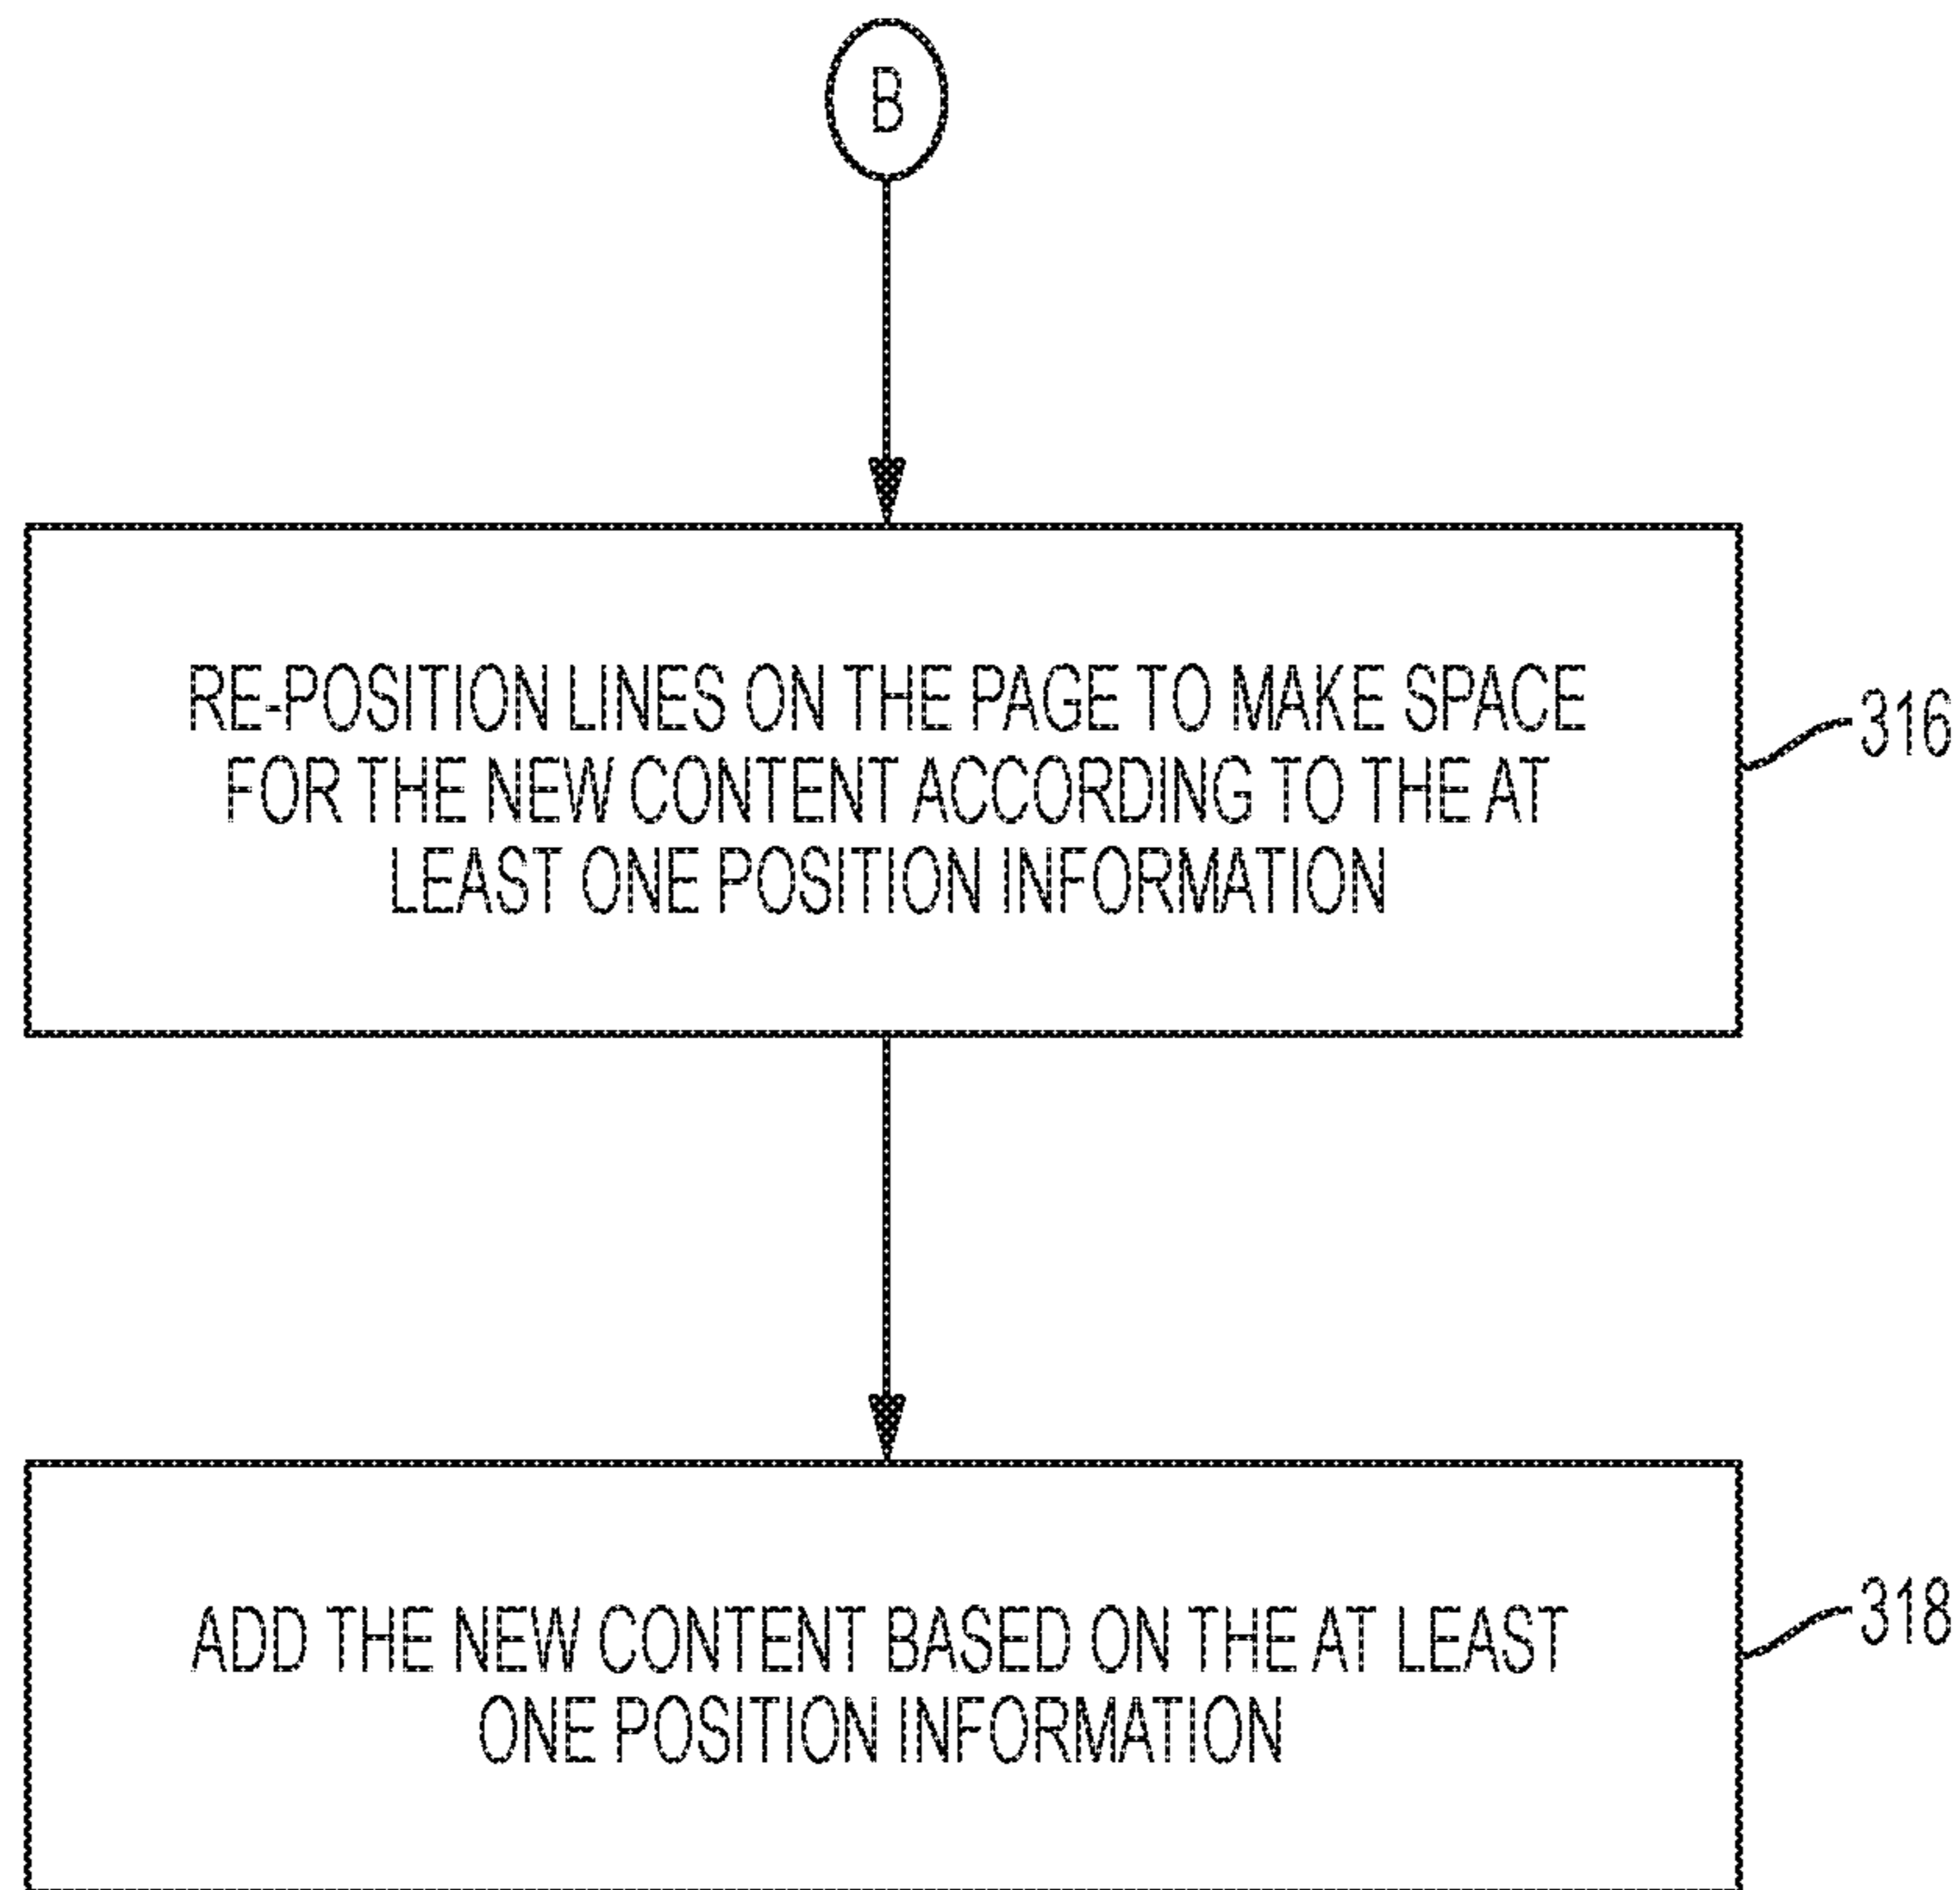 B
RE-POSITION LINES ON THE PAGE TO MAKE SPACE
FOR THE NEW CONTENT ACCORDING TO THE AT
LEAST ONE POSITION INFORMATION
316
ADD THE NEW CONTENT BASED ON THE AT LEAST
ONE POSITION INFORMATION
318